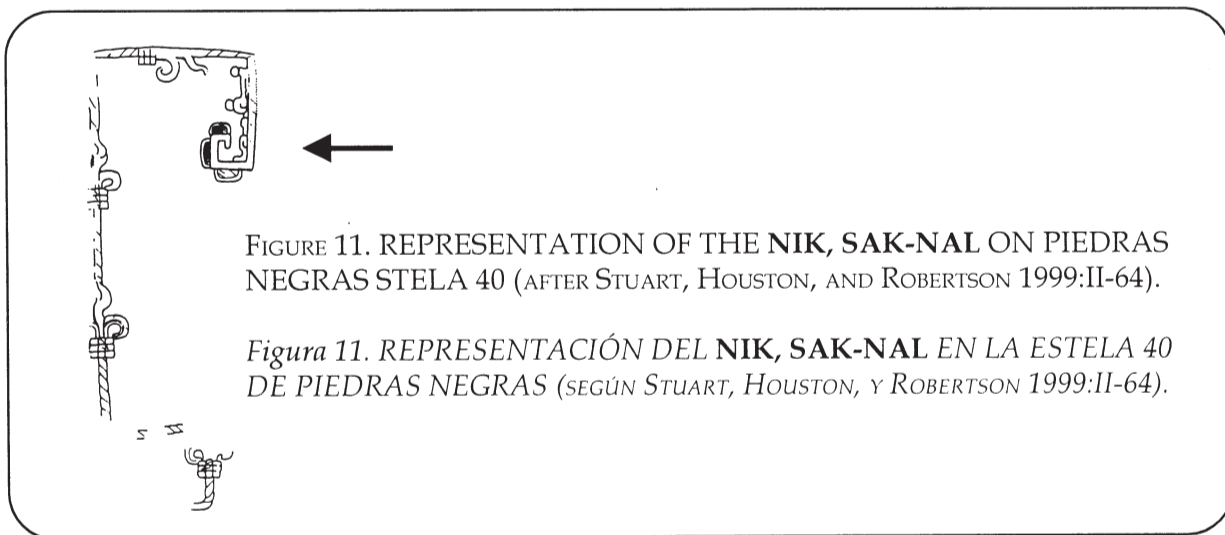 FIGURE 11. REPRESENTATION OF THE NIK, SAK-NAL ON PIEDRAS
NEGRAS STELA 40 (AFTER STUART, HOUSTON, AND ROBERTSON 1999:II-64).
Figura 11. REPRESENTACIÓN DEL NIK, SAK-NAL EN LA ESTELA 40
DE PIEDRAS NEGRAS (SEGÚN STUART, HOUSTON, Y ROBERTSON 1999:II-64).